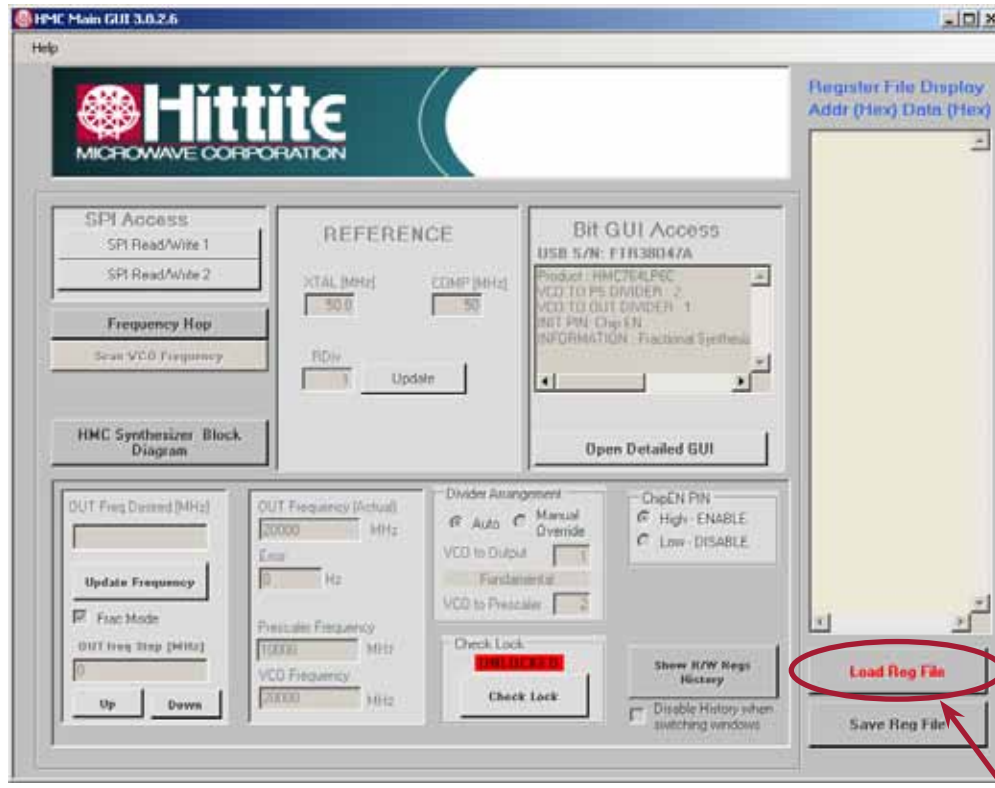 HMC Main GUI 3.0.2.6
Help
Hittite
MICROWAVE CORPORATION
Register File Display
Addr (Hex) Data (Hex)
SPI Access
SPI Read/Write 1
SPI Read/Write 2
Frequency Hop
Scan VCO Frequency
HMC Synthesizer Block
Diagram
REFERENCE
XTAL [MHz]
COMP [MHz]
50.0
50
RDiv
1
Update
Bit GUI Access
USB S/N: FTR38047A
Product : HMC764LP6C
VCO TO PS DIVIDER : 2
VCO TO OUT DIVIDER : 1
INIT PIN: Chip EN
INFORMATION : Fractional Synthesiz
Open Detailed GUI
OUT Freq Desired [MHz]
Update Frequency
Frac Mode
OUT freq Step [MHz]
0
Up
Down
OUT Frequency (Actual)
20000 MHz
Error
0 Hz
Prescaler Frequency
10000 MHz
VCO Frequency
20000 MHz
Divider Arrangement
Auto
Manual
Override
VCO to Output 1
Fundamental
VCO to Prescaler 2
Check Lock
UNLOCKED
Check Lock
ChipEN PIN
High - ENABLE
Low - DISABLE
Show R/W Regs
History
Disable History when
switching windows
Load Reg File
Save Reg File